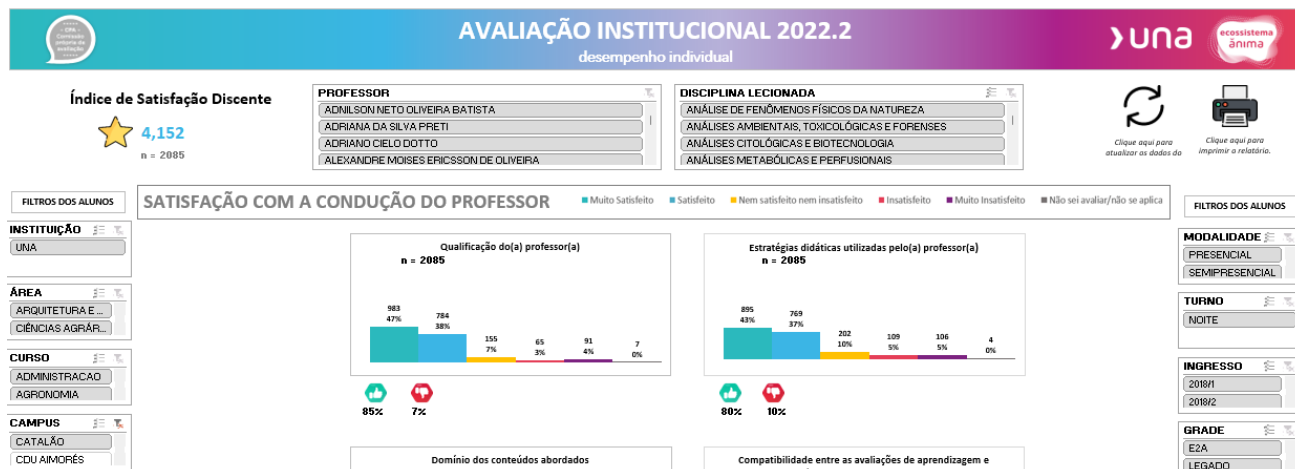 - CPA -
Comissão
própria de
avaliação
AVALIAÇÃO INSTITUCIONAL 2022.2
desempenho individual
una
ecossistema
ânima
Índice de Satisfação Discente
4,152
n = 2085
PROFESSOR
ADNILSON NETO OLIVEIRA BATISTA
ADRIANA DA SILVA PRETI
ADRIANO CIELO DOTTO
ALEXANDRE MOISES ERICSSON DE OLIVEIRA
DISCIPLINA LECIONADA
ANÁLISE DE FENÔMENOS FÍSICOS DA NATUREZA
ANÁLISES AMBIENTAIS, TOXICOLÓGICAS E FORENSES
ANÁLISES CITOLÓGICAS E BIOTECNOLOGIA
ANÁLISES METABÓLICAS E PERFUSIONAIS
Clique aqui para
atualizar os dados do
Clique aqui para
imprimir o relatório.
FILTROS DOS ALUNOS
SATISFAÇÃO COM A CONDUÇÃO DO PROFESSOR
Muito Satisfeito
Satisfeito
Nem satisfeito nem insatisfeito
Insatisfeito
Muito Insatisfeito
Não sei avaliar/não se aplica
FILTROS DOS ALUNOS
INSTITUIÇÃO
UNA
ÁREA
ARQUITETURA E ...
CIÊNCIAS AGRÁR...
CURSO
ADMINISTRACAO
AGRONOMIA
CAMPUS
CATALÃO
CDU AIMORÉS
Qualificação do(a) professor(a)
n = 2085
983
47%
784
38%
155
7%
65
3%
91
4%
7
0%
85%
7%
Estratégias didáticas utilizadas pelo(a) professor(a)
n = 2085
895
43%
769
37%
202
10%
109
5%
106
5%
4
0%
80%
10%
Domínio dos conteúdos abordados
Compatibilidade entre as avaliações de aprendizagem e
MODALIDADE
PRESENCIAL
SEMIPRESENCIAL
TURNO
NOITE
INGRESSO
2018/1
2018/2
GRADE
E2A
LEGADO